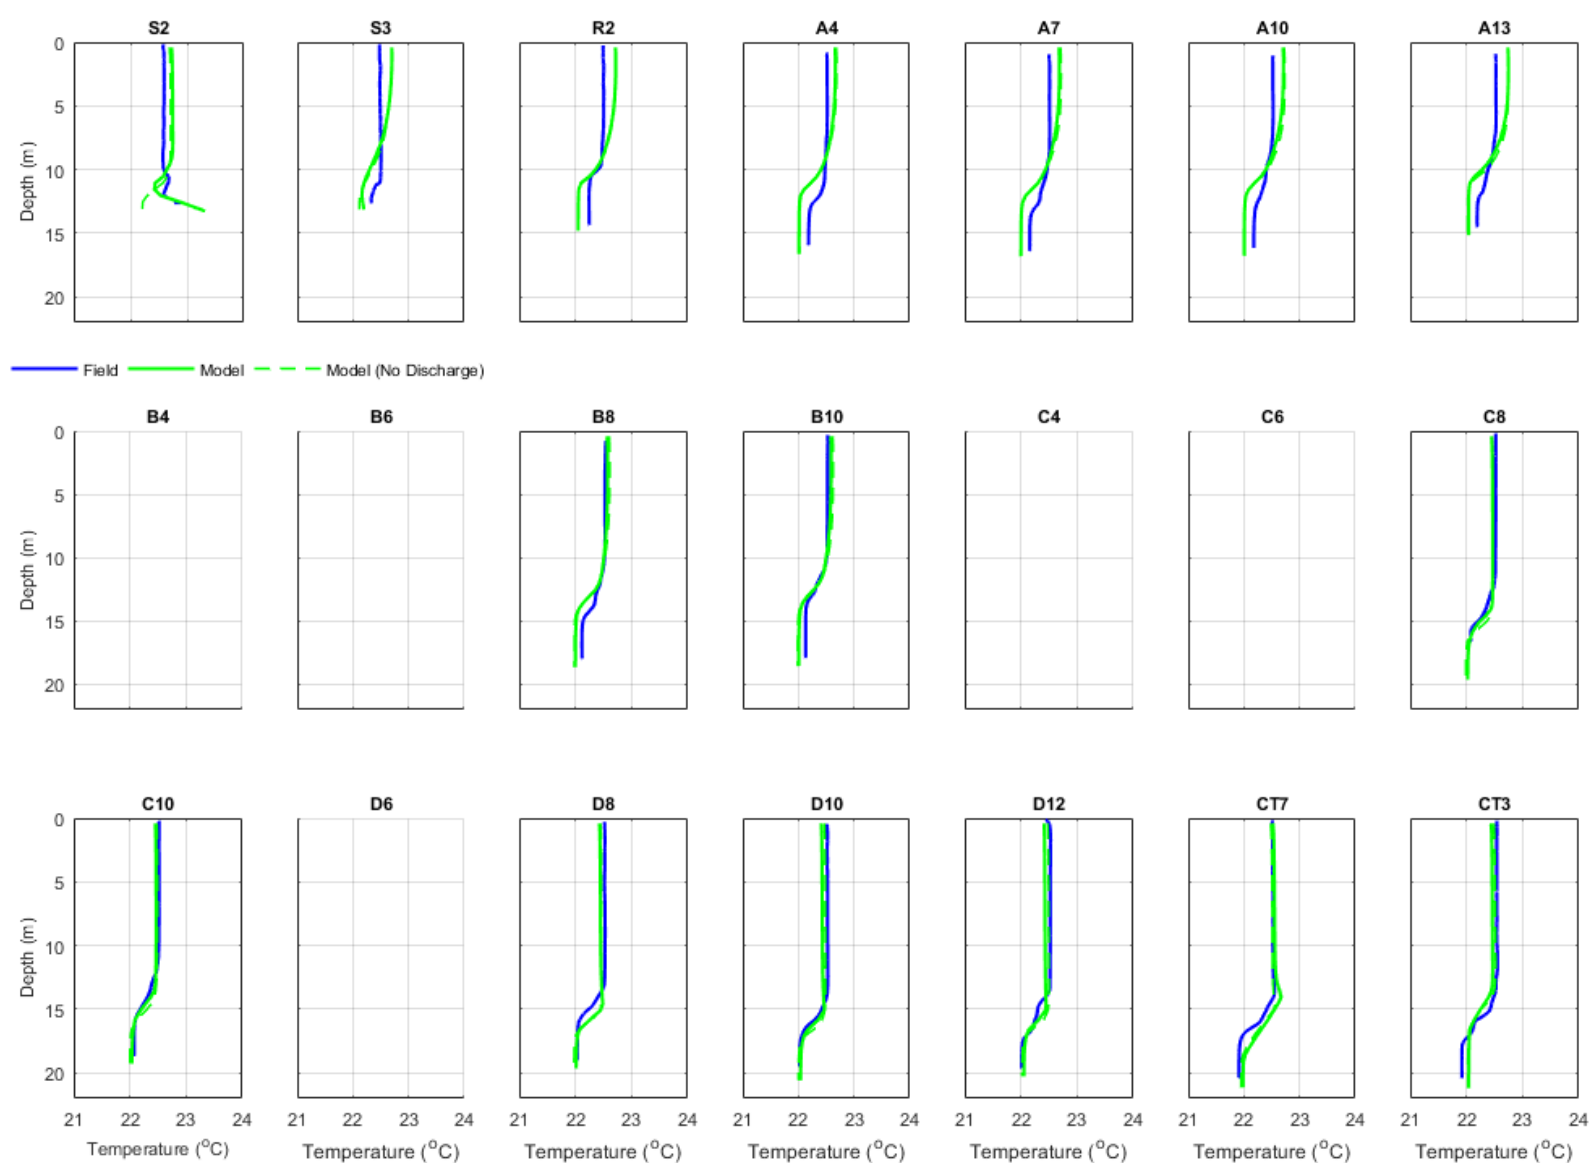 S2 S3 R2 A4 A7 A10 A13
0
5
10
15
20
Depth (m)
Field Model Model (No Discharge)
B4 B6 B8 B10 C4 C6 C8
0
5
10
15
20
Depth (m)
C10 D6 D8 D10 D12 CT7 CT3
0
5
10
15
20
Depth (m)
21 22 23 24 21 22 23 24 21 22 23 24 21 22 23 24 21 22 23 24 21 22 23 24 21 22 23 24
Temperature (°C) Temperature (°C) Temperature (°C) Temperature (°C) Temperature (°C) Temperature (°C) Temperature (°C)